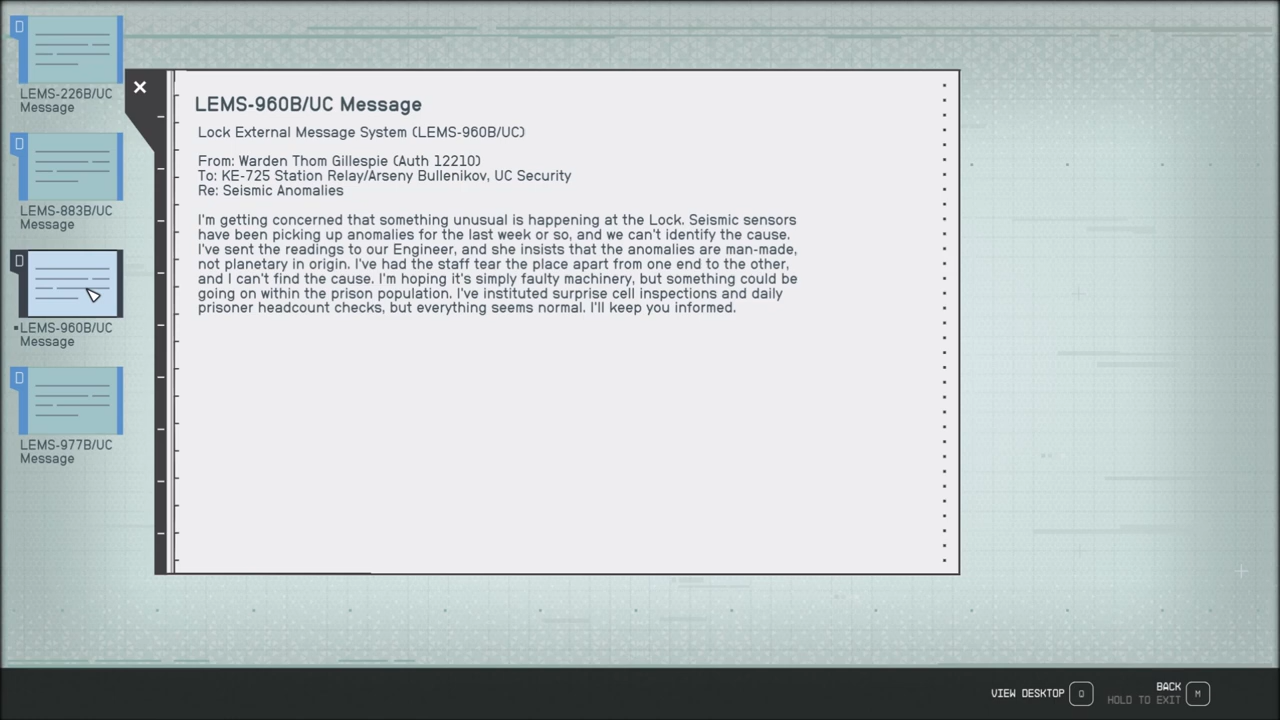 LEMS-226B/UC
Message
LEMS-883B/UC
Message
LEMS-960B/UC
Message
LEMS-977B/UC
Message
LEMS-960B/UC Message
Lock External Message System (LEMS-960B/UC)
From: Warden Thom Gillespie (Auth 12210)
To: KE-725 Station Relay/Arseny Bullenikov, UC Security
Re: Seismic Anomalies
I'm getting concerned that something unusual is happening at the Lock. Seismic sensors
have been picking up anomalies for the last week or so, and we can't identify the cause.
I've sent the readings to our Engineer, and she insists that the anomalies are man-made,
not planetary in origin. I've had the staff tear the place apart from one end to the other,
and I can't find the cause. I'm hoping it's simply faulty machinery, but something could be
going on within the prison population. I've instituted surprise cell inspections and daily
prisoner headcount checks, but everything seems normal. I'll keep you informed.
VIEW DESKTOP Q
BACK M
HOLD TO EXIT